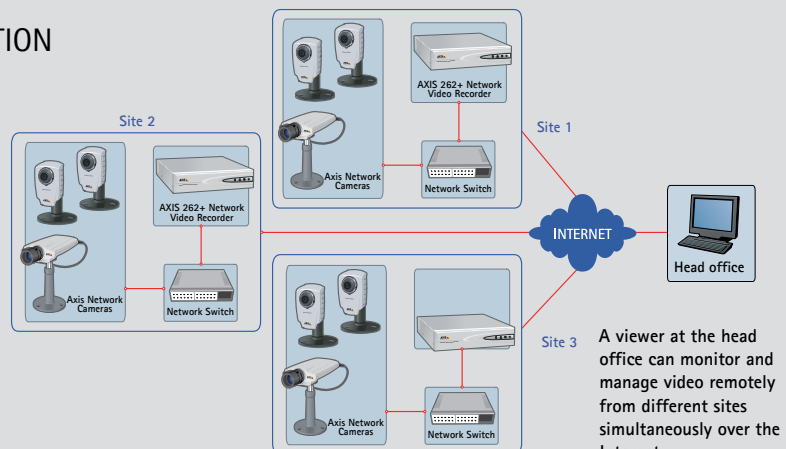 TION
AXIS 262+ Network
Video Recorder
Site 1
Axis Network
Cameras
Network Switch
Site 2
AXIS 262+ Network
Video Recorder
Axis Network
Cameras
Network Switch
INTERNET
Head office
Site 3
Axis Network
Cameras
Network Switch
A viewer at the head
office can monitor and
manage video remotely
from different sites
simultaneously over the